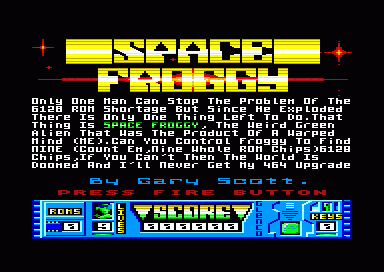 SPACE
FROGGY
Only One Man Can Stop The Problem Of The
6128 ROM Shortage But Since He Exploded
There Is Only One Thing Left To Do.That
Thing Is SPACE FROGGY, The Weird Green
Alien That Was The Product Of A Warped
Mind (ME).Can You Control Froggy To Find
NINE Count Em,Nine Whole ROM Chips>6128
Chips,If You Can't Then The World Is
Doomed And I'll Never Get My 464 Upgrade
By Gary Scott.
PRESS FIRE BUTTON
ROMS
0
9
LIVES
SCORE
000000
GLENCO
KEYS
0